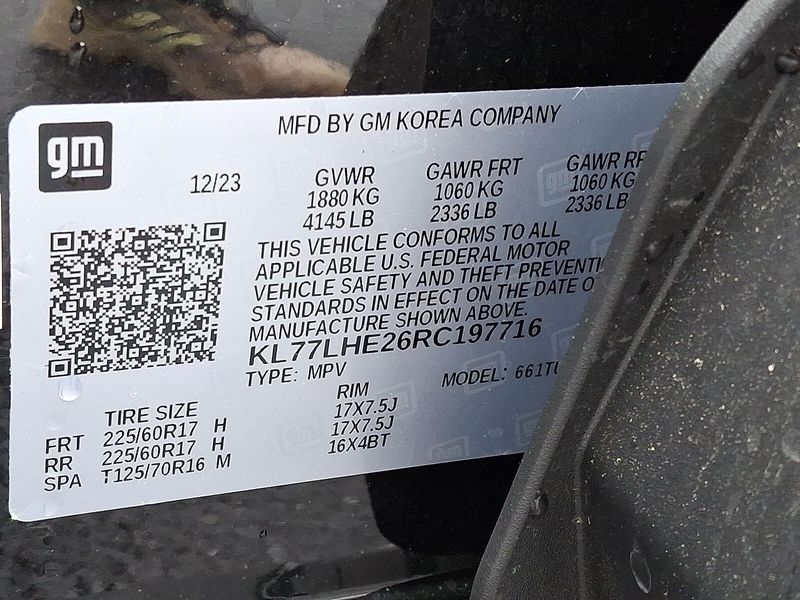 gm
MFD BY GM KOREA COMPANY
12/23
GVWR GAWR FRT GAWR
1880 KG 1060 KG 1060 KG
4145 LB 2336 LB 2336 LB
THIS VEHICLE CONFORMS TO ALL
APPLICABLE U.S. FEDERAL MOTOR
VEHICLE SAFETY AND THEFT PREVENTI
STANDARDS IN EFFECT ON THE DATE O
MANUFACTURE SHOWN ABOVE.
KL77LHE26RC197716
TYPE: MPV MODEL: 661TU
TIRE SIZE RIM
FRT 225/60R17 H 17X7.5J
RR 225/60R17 H 17X7.5J
SPA T125/70R16 M 16X4BT